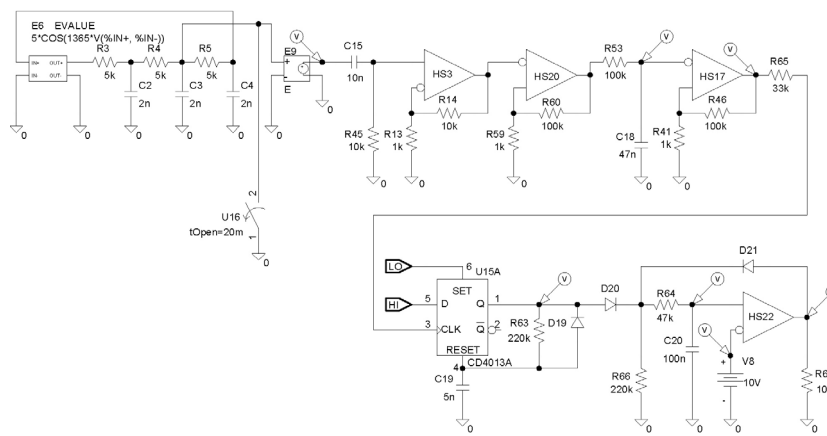 E6 EVALUE
5*COS(1365*V(%IN+, %IN-))
IN+ OUT+
IN- OUT-
R3
5k
R4
5k
R5
5k
C2
2n
C3
2n
C4
2n
0
0
0
0
0
E9
+
-
E
0
0
V
C15
10n
R45
10k
0
R13
1k
0
HS3
R14
10k
HS20
R59
1k
0
R60
100k
R53
100k
V
C18
47n
0
HS17
R41
1k
0
R46
100k
V
R65
33k
2
U16
tOpen=20m
1
0
LO
HI
6
U15A
SET
5
D
Q
1
3
CLK
Q
2
RESET
4
CD4013A
C19
5n
0
V
R63
220k
D19
D20
D21
R64
47k
V
R66
220k
0
C20
100n
0
V
HS22
+
V8
10V
-
0
R6
10
0